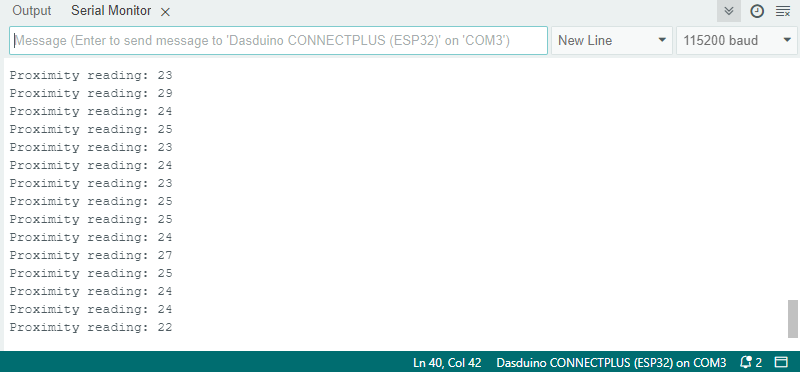 Output Serial Monitor
Message (Enter to send message to 'Dasduino CONNECTPLUS (ESP32)' on 'COM3') New Line 115200 baud
Proximity reading: 23
Proximity reading: 29
Proximity reading: 24
Proximity reading: 25
Proximity reading: 23
Proximity reading: 24
Proximity reading: 23
Proximity reading: 25
Proximity reading: 25
Proximity reading: 24
Proximity reading: 27
Proximity reading: 25
Proximity reading: 24
Proximity reading: 24
Proximity reading: 22
Ln 40, Col 42 Dasduino CONNECTPLUS (ESP32) on COM3 2